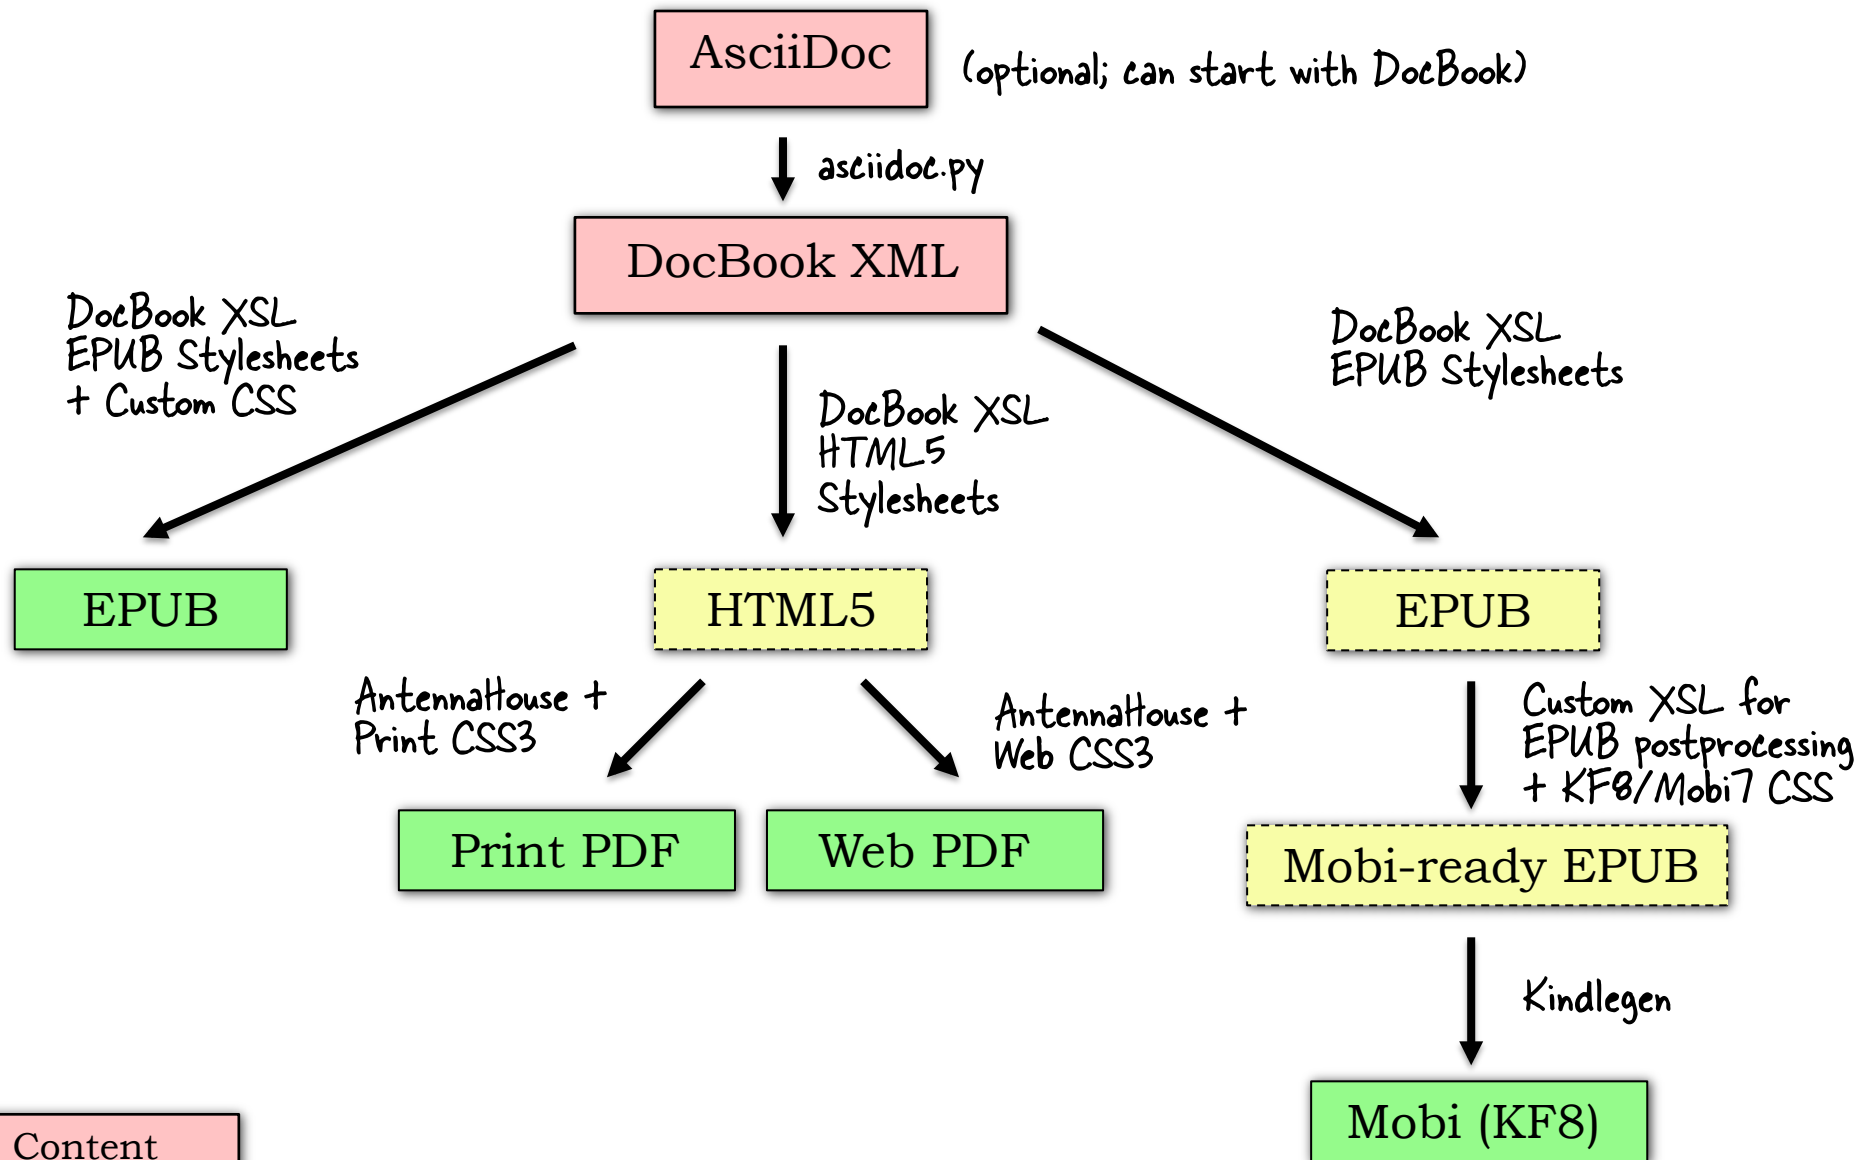 AsciiDoc
(optional; can start with DocBook)
asciidoc.py
DocBook XML
DocBook XSL
EPUB Stylesheets
+ Custom CSS
DocBook XSL
HTML5
Stylesheets
DocBook XSL
EPUB Stylesheets
EPUB
HTML5
EPUB
AntennaHouse +
Print CSS3
AntennaHouse +
Web CSS3
Custom XSL for
EPUB postprocessing
+ KF8/Mobi7 CSS
Print PDF
Web PDF
Mobi-ready EPUB
Kindlegen
Mobi (KF8)
Content